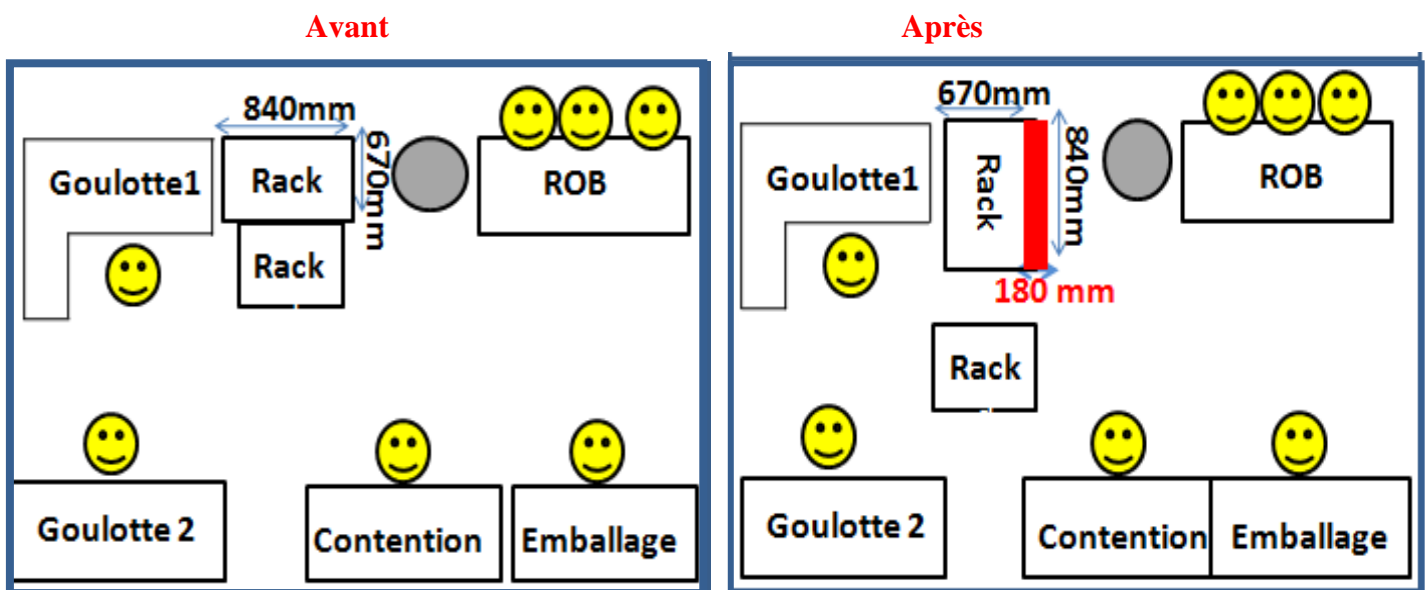 Avant
840mm
Goulotte1
Rack
670mm
ROB
Rack
Goulotte 2
Contention
Emballage
Après
670mm
Goulotte1
Rack
840mm
ROB
180 mm
Rack
Goulotte 2
Contention
Emballage